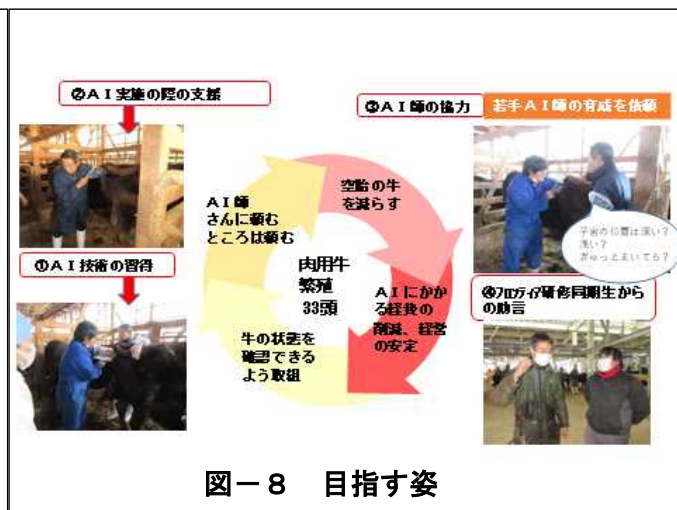 ②ＡＩ実施の際の支援
③ＡＩ師の協力
若手ＡＩ師の育成を依頼
空胎の牛
を減らす
ＡＩ師
さんに頼む
ところは頼む
子宮の位置は深い？
浅い？
ぎゅっとまいてる？
①ＡＩ技術の習得
肉用牛
繁殖
33頭
ＡＩにかか
る経費の
削減、経営
の安定
④フロンティア研修同期生から
の助言
牛の状態を
確認できる
よう取組
図－８　目指す姿